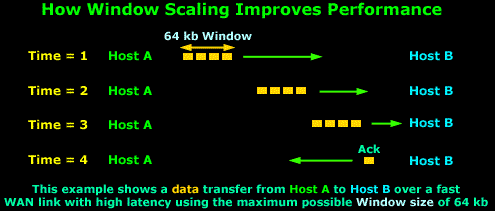 How Window Scaling Improves Performance
64 kb Window
Time = 1 Host A Host B
Time = 2 Host A Host B
Time = 3 Host A Host B
Ack
Time = 4 Host A Host B
This example shows a data transfer from Host A to Host B over a fast
WAN link with high latency using the maximum possible Window size of 64 kb